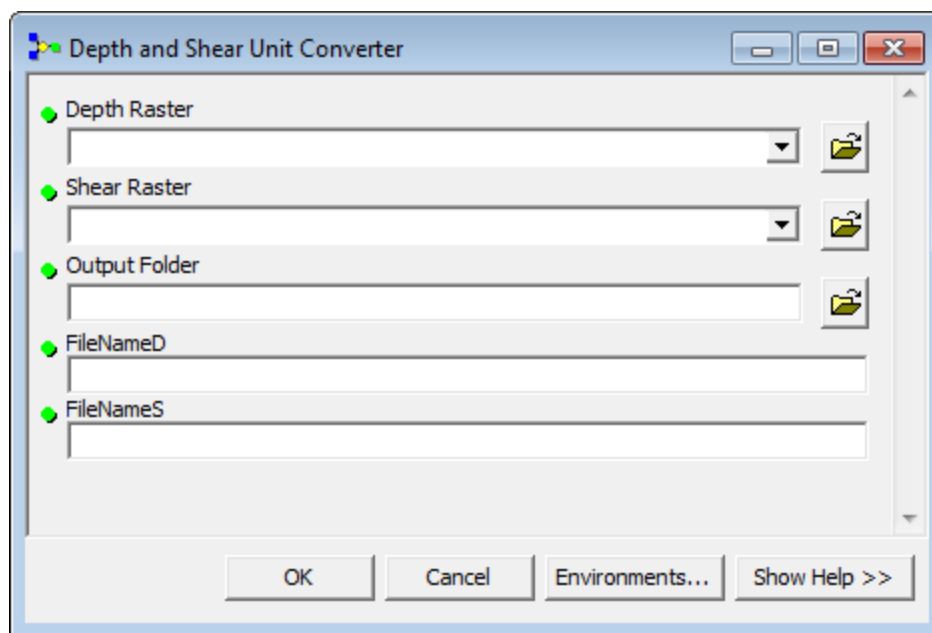 Depth and Shear Unit Converter
Depth Raster
Shear Raster
Output Folder
FileNameD
FileNameS
OK Cancel Environments... Show Help >>